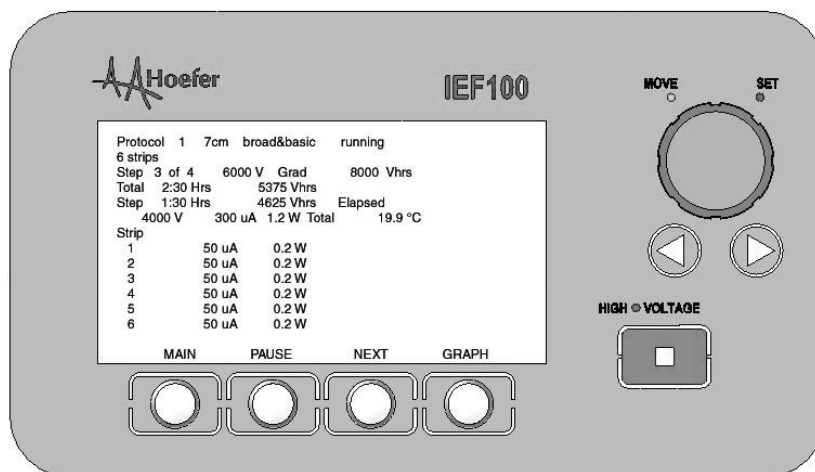 Hoefer
IEF100
MOVE SET
Protocol 1 7cm broad&basic running
6 strips
Step 3 of 4 6000 V Grad 8000 Vhrs
Total 2:30 Hrs 5375 Vhrs
Step 1:30 Hrs 4625 Vhrs Elapsed
4000 V 300 uA 1.2 W Total 19.9 °C
Strip
1 50 uA 0.2 W
2 50 uA 0.2 W
3 50 uA 0.2 W
4 50 uA 0.2 W
5 50 uA 0.2 W
6 50 uA 0.2 W
HIGH VOLTAGE
MAIN PAUSE NEXT GRAPH